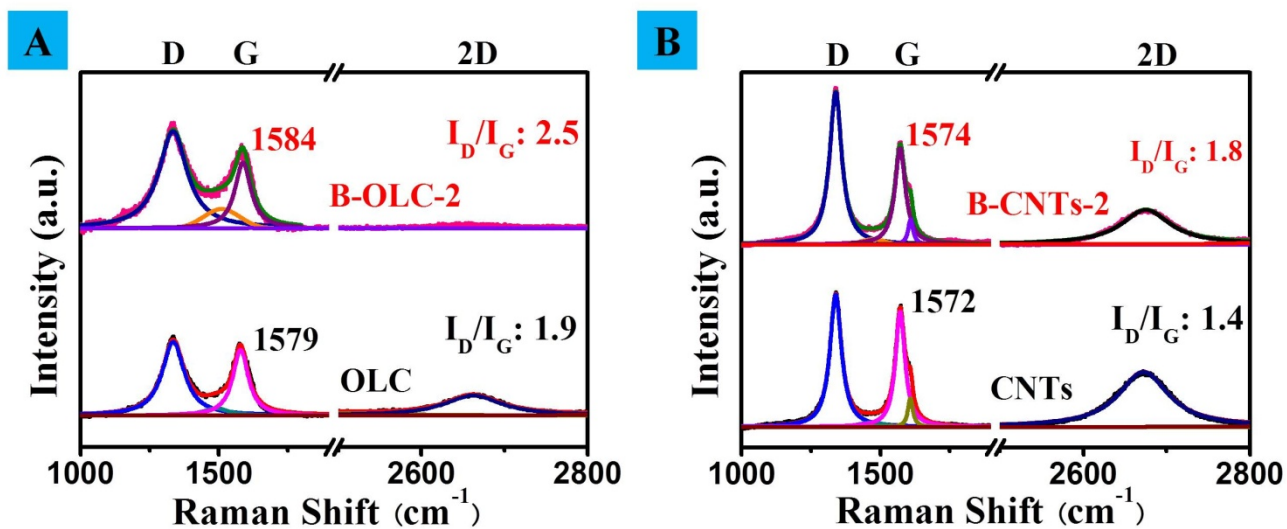 A
D G 2D
1584
I_D/I_G: 2.5
B-OLC-2
1579
I_D/I_G: 1.9
OLC
Intensity (a.u.)
1000 1500 2600 2800
Raman Shift (cm⁻¹)
B
D G 2D
1574
I_D/I_G: 1.8
B-CNTs-2
1572
I_D/I_G: 1.4
CNTs
Intensity (a.u.)
1000 1500 2600 2800
Raman Shift (cm⁻¹)